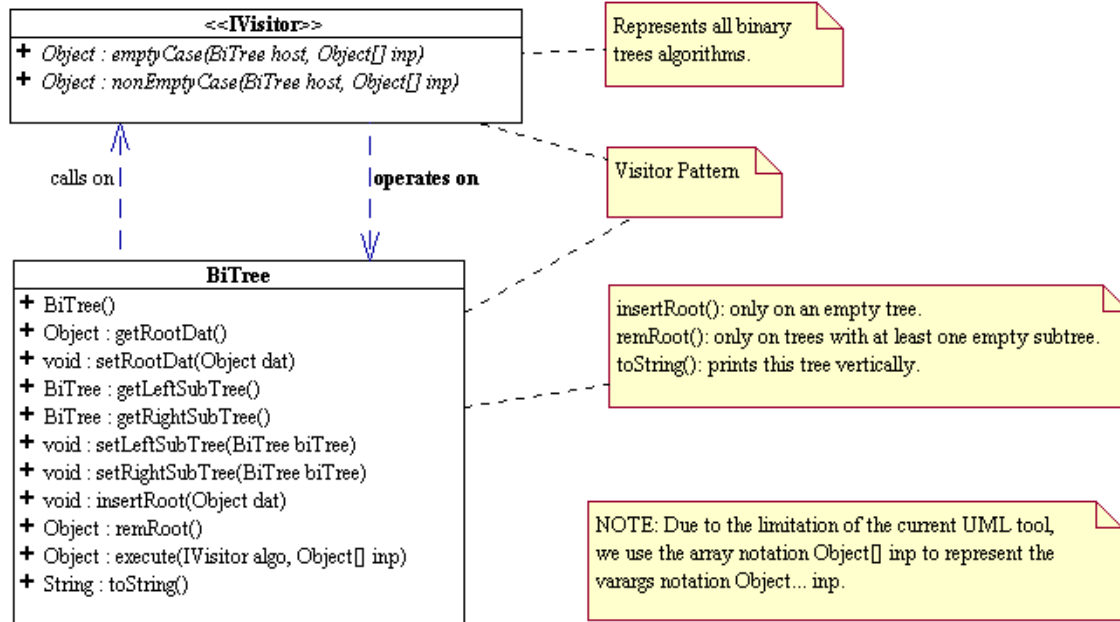 <<IVisitor>>
+ Object : emptyCase(BiTree host, Object[] inp)
+ Object : nonEmptyCase(BiTree host, Object[] inp)
Represents all binary
trees algorithms.
calls on
operates on
Visitor Pattern
BiTree
+ BiTree()
+ Object : getRootDat()
+ void : setRootDat(Object dat)
+ BiTree : getLeftSubTree()
+ BiTree : getRightSubTree()
+ void : setLeftSubTree(BiTree biTree)
+ void : setRightSubTree(BiTree biTree)
+ void : insertRoot(Object dat)
+ Object : remRoot()
+ Object : execute(IVisitor algo, Object[] inp)
+ String : toString()
insertRoot(): only on an empty tree.
remRoot(): only on trees with at least one empty subtree.
toString(): prints this tree vertically.
NOTE: Due to the limitation of the current UML tool,
we use the array notation Object[] inp to represent the
varargs notation Object... inp.